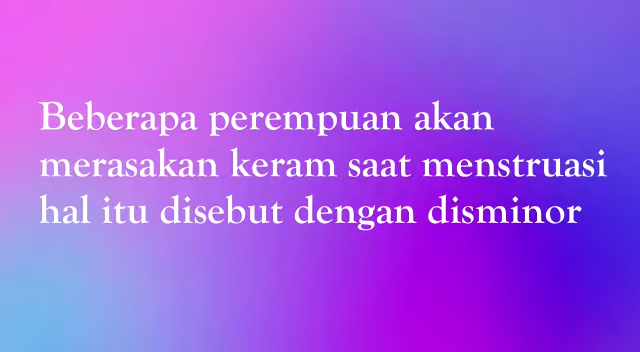 Beberapa perempuan akan
merasakan keram saat menstruasi
hal itu disebut dengan disminor